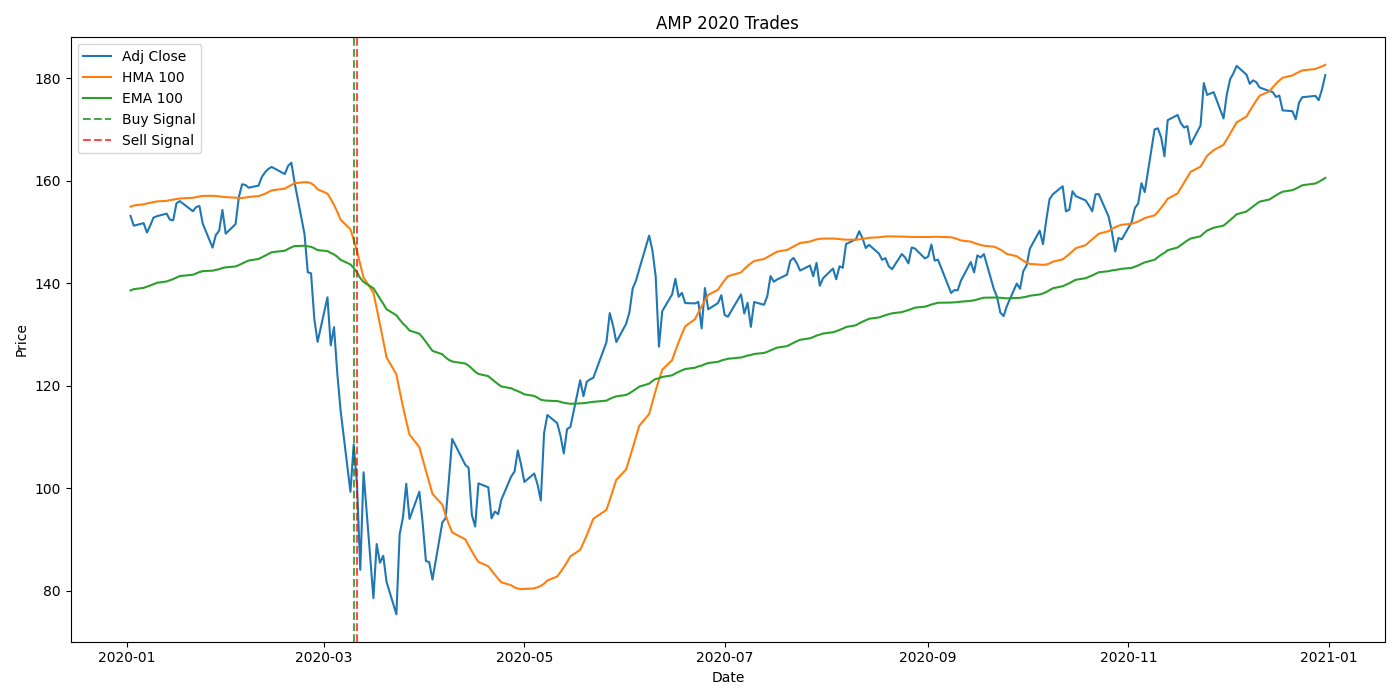 AMP 2020 Trades
Adj Close
HMA 100
EMA 100
Buy Signal
Sell Signal
Price
180
160
140
120
100
80
2020-01
2020-03
2020-05
2020-07
2020-09
2020-11
2021-01
Date